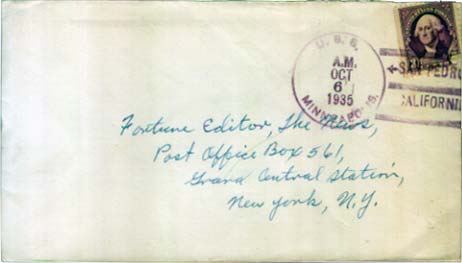 U. S. S.
A.M.
OCT
6
1935
MINNEAPOLIS.
SAN PEDRO
CALIFORNIA
Fortune Editor, The News,
Post Office Box 561,
Grand Central Station,
New York, N.Y.